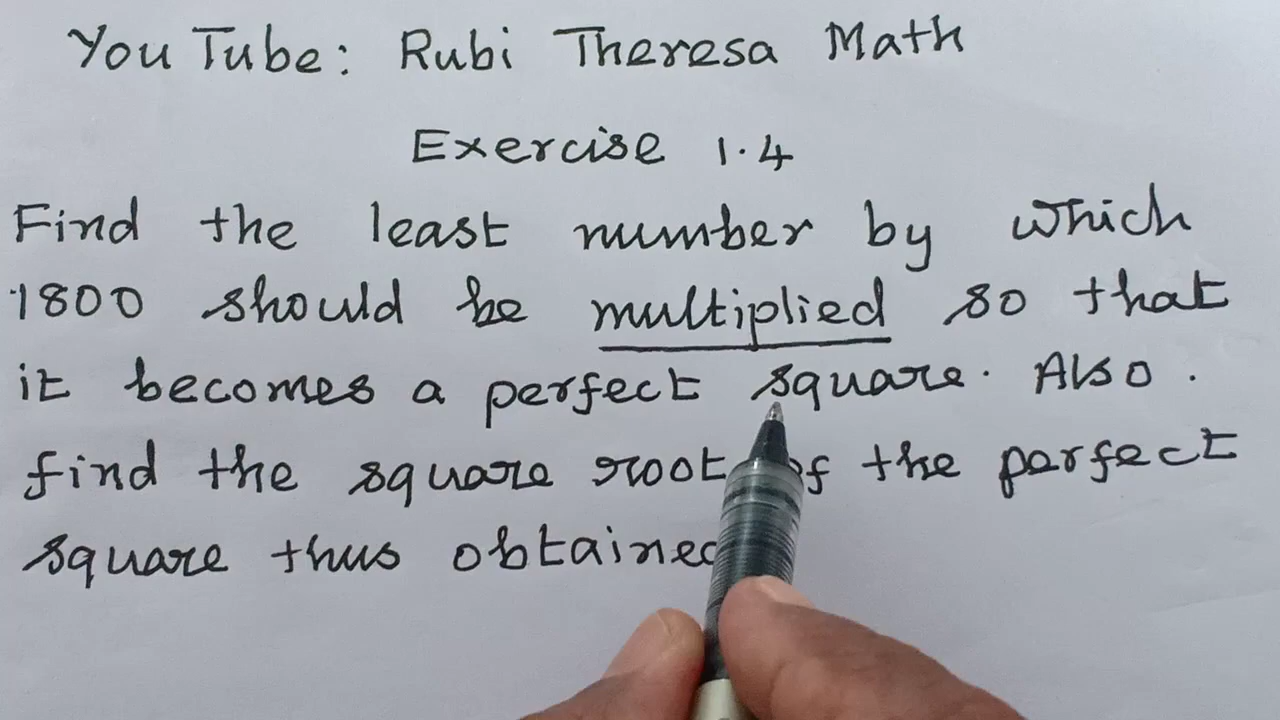 YouTube: Rubi Theresa Math
Exercise 1.4
Find the least number by which
1800 should be multiplied so that
it becomes a perfect square. Also
find the square root of the perfect
square thus obtained